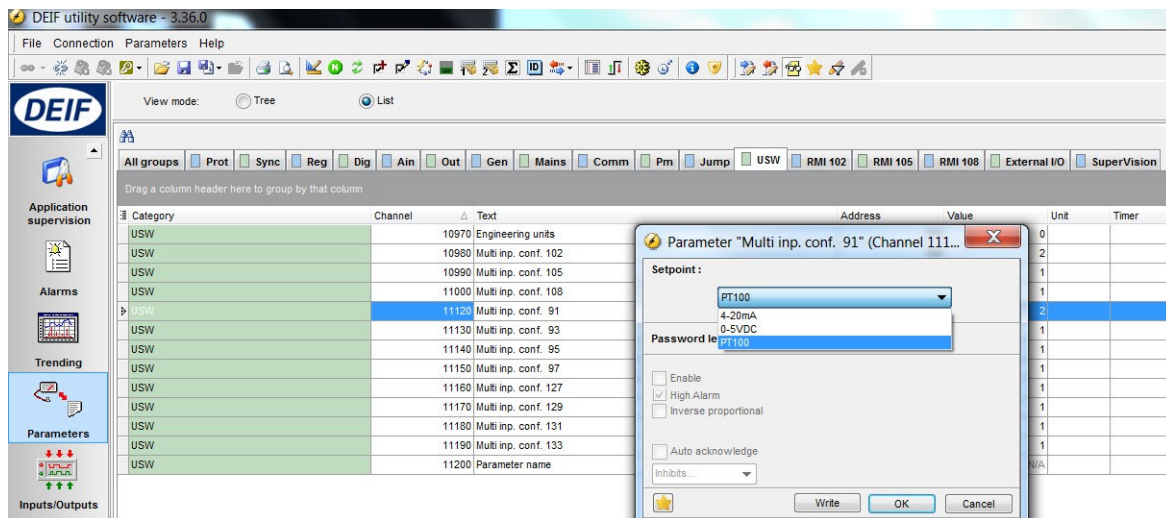 DEIF utility software - 3.36.0
File Connection Parameters Help
DEIF
View mode: Tree List
All groups Prot Sync Reg Dig Ain Out Gen Mains Comm Pm Jump USW RMI 102 RMI 105 RMI 108 External I/O SuperVision
Drag a column header here to group by that column
Category Channel Text Address Value Unit Timer
USW 10970 Engineering units 0
USW 10980 Multi inp. conf. 102 2
USW 10990 Multi inp. conf. 105 1
USW 11000 Multi inp. conf. 108 1
USW 11120 Multi inp. conf. 91 2
USW 11130 Multi inp. conf. 93 1
USW 11140 Multi inp. conf. 95 1
USW 11150 Multi inp. conf. 97 1
USW 11160 Multi inp. conf. 127 1
USW 11170 Multi inp. conf. 129 1
USW 11180 Multi inp. conf. 131 1
USW 11190 Multi inp. conf. 133 1
USW 11200 Parameter name N/A
Application
supervision
Alarms
Trending
Parameters
Inputs/Outputs
Parameter "Multi inp. conf. 91" (Channel 111...
Setpoint :
PT100
4-20mA
0-5VDC
PT100
Password le
Enable
High Alarm
Inverse proportional
Auto acknowledge
Inhibits...
Write OK Cancel